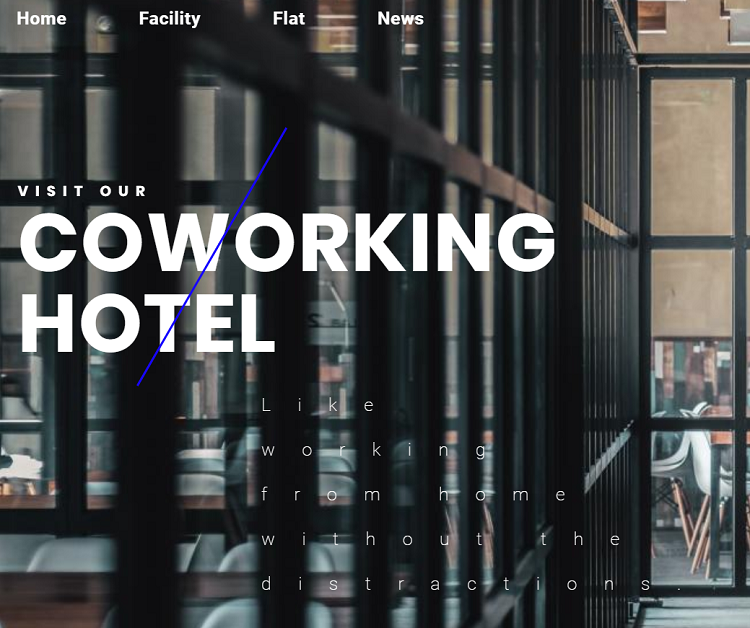 Home Facility Flat News
VISIT OUR
COWORKING
HOTEL
Like
working
from home
without the
distractions.